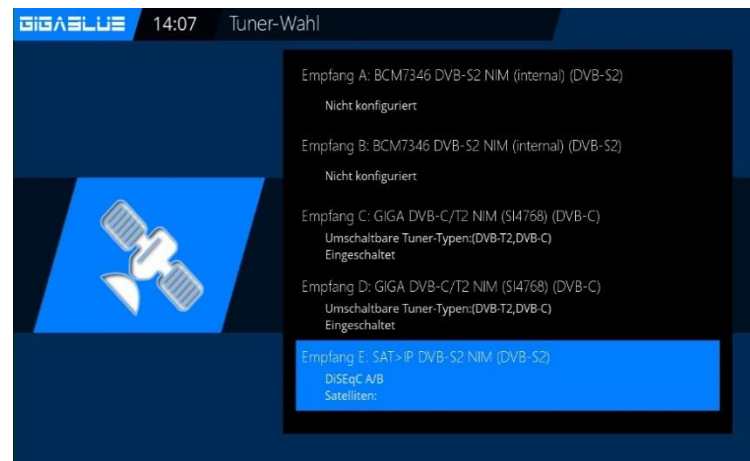 GIGABLUE 14:07 Tuner-Wahl
Empfang A: BCM7346 DVB-S2 NIM (internal) (DVB-S2)
Nicht konfiguriert
Empfang B: BCM7346 DVB-S2 NIM (internal) (DVB-S2)
Nicht konfiguriert
Empfang C: GIGA DVB-C/T2 NIM (SI4768) (DVB-C)
Umschaltbare Tuner-Typen:(DVB-T2,DVB-C)
Eingeschaltet
Empfang D: GIGA DVB-C/T2 NIM (SI4768) (DVB-C)
Umschaltbare Tuner-Typen:(DVB-T2,DVB-C)
Eingeschaltet
Empfang E: SAT>IP DVB-S2 NIM (DVB-S2)
DiSEqC A/B
Satelliten: